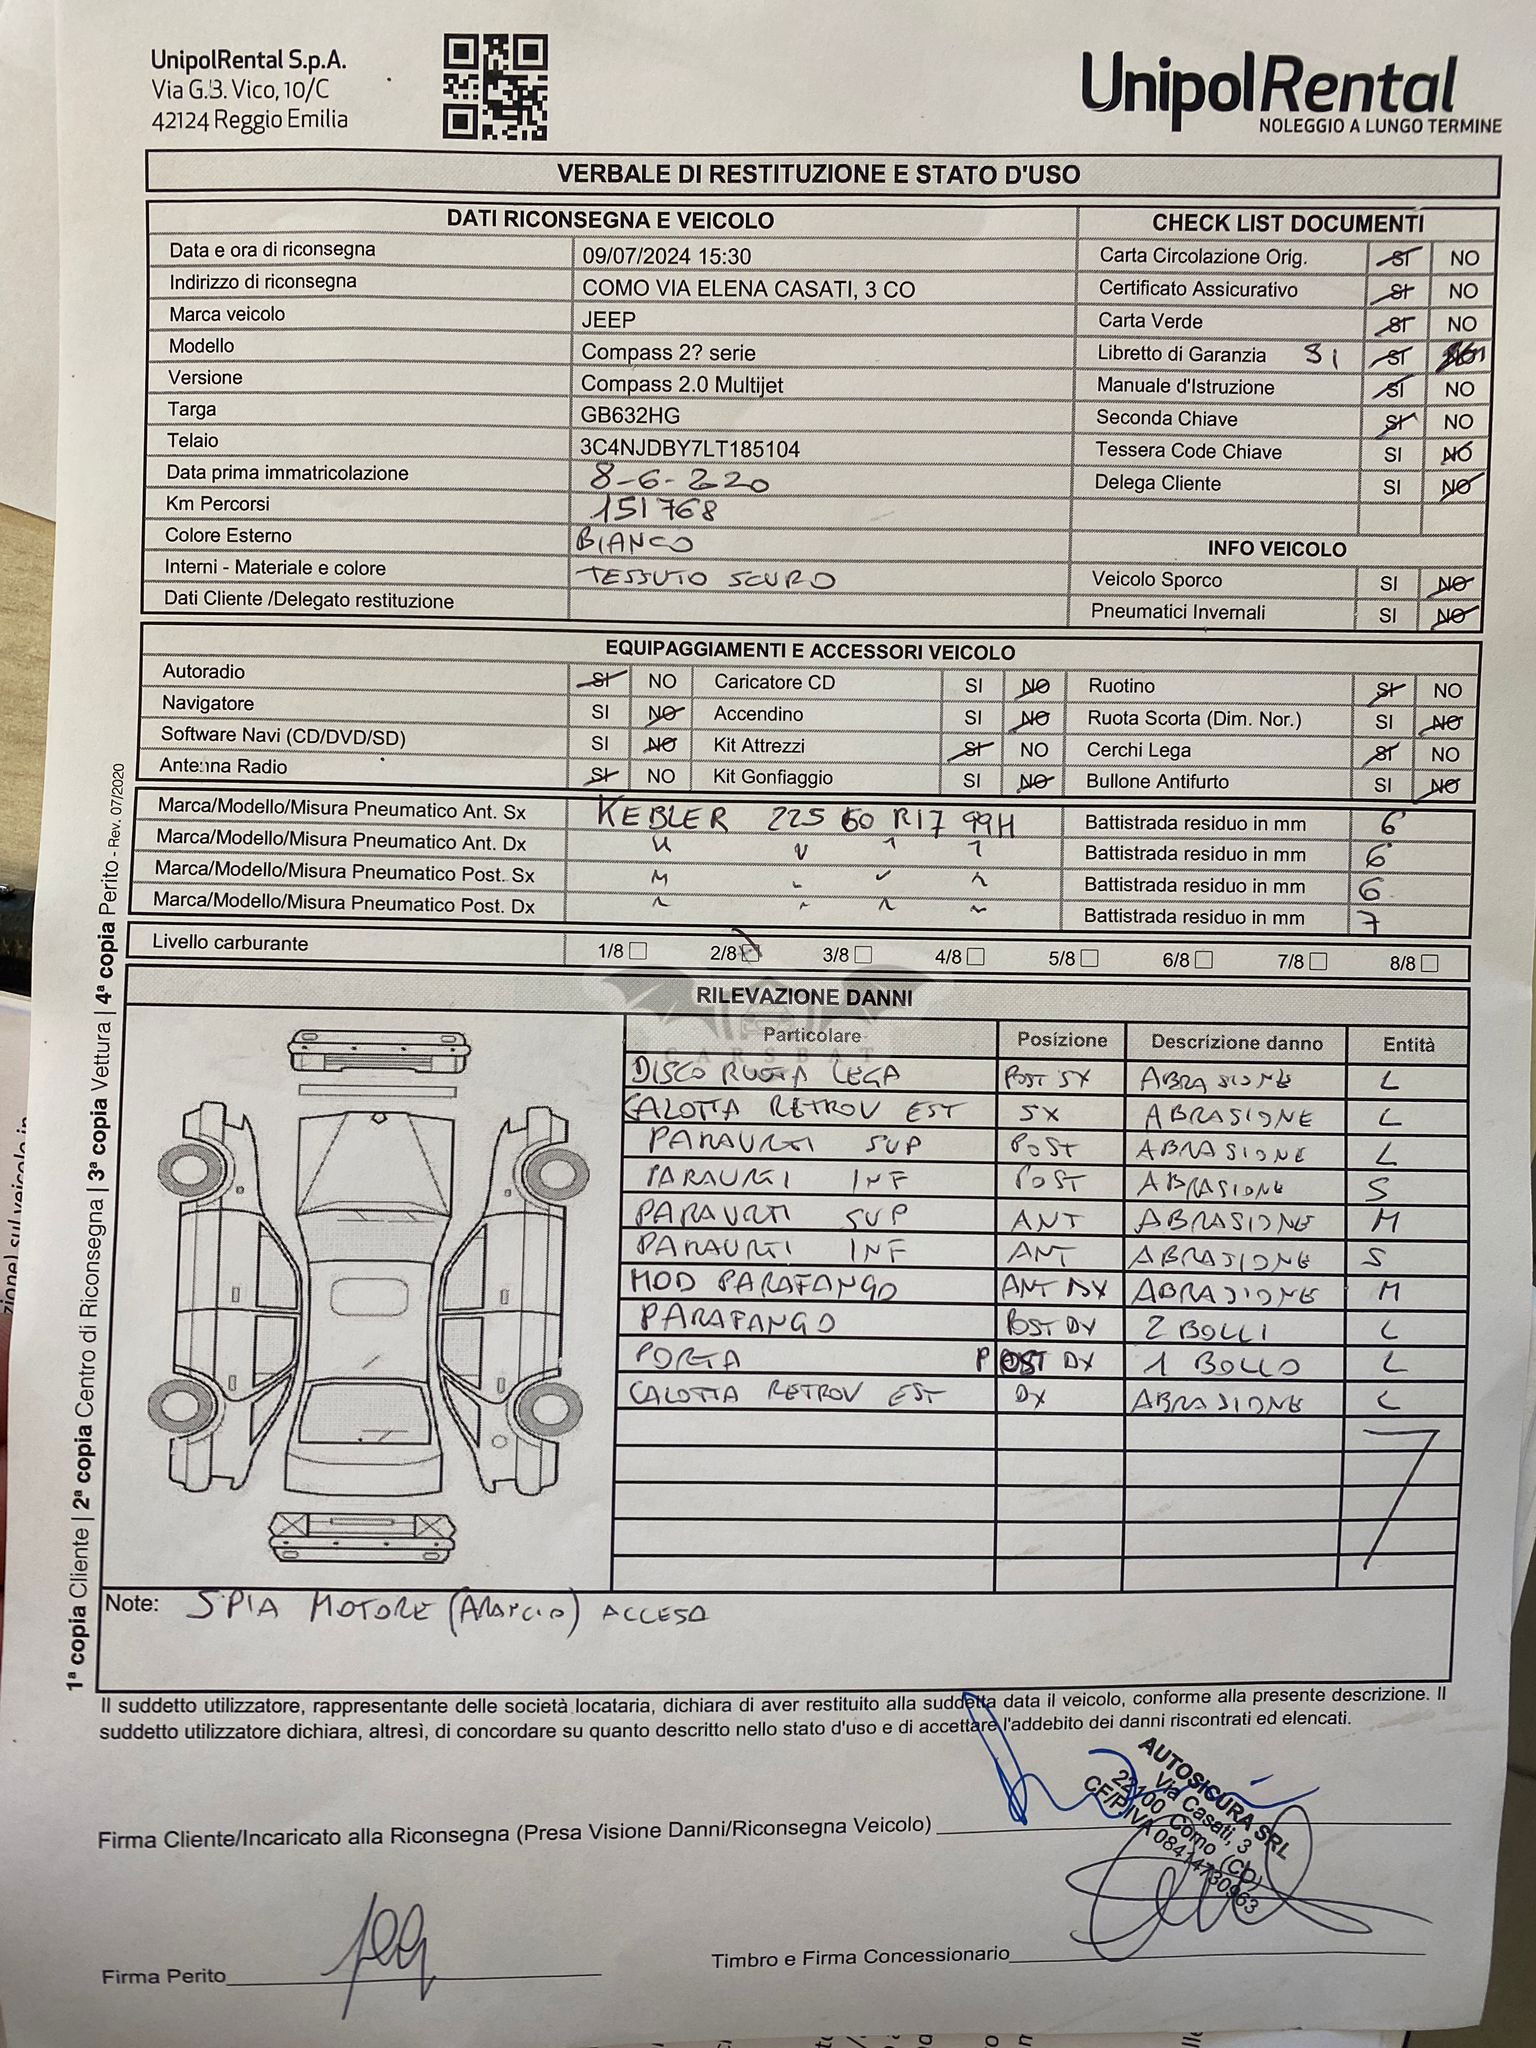 UnipolRental S.p.A.
Via G.B. Vico, 10/C
42124 Reggio Emilia
UnipolRental
NOLEGGIO A LUNGO TERMINE
VERBALE DI RESTITUZIONE E STATO D'USO
DATI RICONSEGNA E VEICOLO
Data e ora di riconsegna 09/07/2024 15:30
Indirizzo di riconsegna COMO VIA ELENA CASATI, 3 CO
Marca veicolo JEEP
Modello Compass 2? serie
Versione Compass 2.0 Multijet
Targa GB632HG
Telaio 3C4NJDBY7LT185104
Data prima immatricolazione 8-6-2020
Km Percorsi 151768
Colore Esterno BIANCO
Interni - Materiale e colore TESSUTO SCURO
Dati Cliente /Delegato restituzione
CHECK LIST DOCUMENTI
Carta Circolazione Orig. SI NO
Certificato Assicurativo SI NO
Carta Verde SI NO
Libretto di Garanzia SI SI NO
Manuale d'Istruzione SI NO
Seconda Chiave SI NO
Tessera Code Chiave SI NO
Delega Cliente SI NO
INFO VEICOLO
Veicolo Sporco SI NO
Pneumatici Invernali SI NO
EQUIPAGGIAMENTI E ACCESSORI VEICOLO
Autoradio SI NO Caricatore CD SI NO Ruotino SI NO
Navigatore SI NO Accendino SI NO Ruota Scorta (Dim. Nor.) SI NO
Software Navi (CD/DVD/SD) SI NO Kit Attrezzi SI NO Cerchi Lega SI NO
Antenna Radio SI NO Kit Gonfiaggio SI NO Bullone Antifurto SI NO
Marca/Modello/Misura Pneumatico Ant. Sx KEBLER 225 60 R17 99H Battistrada residuo in mm 6
Marca/Modello/Misura Pneumatico Ant. Dx Battistrada residuo in mm 6
Marca/Modello/Misura Pneumatico Post. Sx Battistrada residuo in mm 6
Marca/Modello/Misura Pneumatico Post. Dx Battistrada residuo in mm 7
Livello carburante 1/8 2/8 3/8 4/8 5/8 6/8 7/8 8/8
RILEVAZIONE DANNI
CARSBAT
Particolare Posizione Descrizione danno Entità
DISCO RUOTA LEGA POST SX ABRASIONE L
CALOTTA RETROV EST SX ABRASIONE L
PARAURTI SUP POST ABRASIONE L
PARAURTI INF POST ABRASIONE S
PARAURTI SUP ANT ABRASIONE M
PARAURTI INF ANT ABRASIONE S
MOD PARAFANGO ANT DX ABRASIONE M
PARAFANGO POST DX 2 BOLLI L
PORTA POST DX 1 BOLLO L
CALOTTA RETROV EST DX ABRASIONE L
Note: SPIA MOTORE (ARANCIO) ACCESA
Il suddetto utilizzatore, rappresentante delle società locataria, dichiara di aver restituito alla suddetta data il veicolo, conforme alla presente descrizione. Il
suddetto utilizzatore dichiara, altresì, di concordare su quanto descritto nello stato d'uso e di accettare l'addebito dei danni riscontrati ed elencati.
Firma Cliente/Incaricato alla Riconsegna (Presa Visione Danni/Riconsegna Veicolo)
AUTOSICURA SRL
Via Casati, 3
22100 Como (CO)
CF/P.IVA 08414730963
Firma Perito
Timbro e Firma Concessionario
1ª copia Cliente | 2ª copia Centro di Riconsegna | 3ª copia Vettura | 4ª copia Perito - Rev. 07/2020